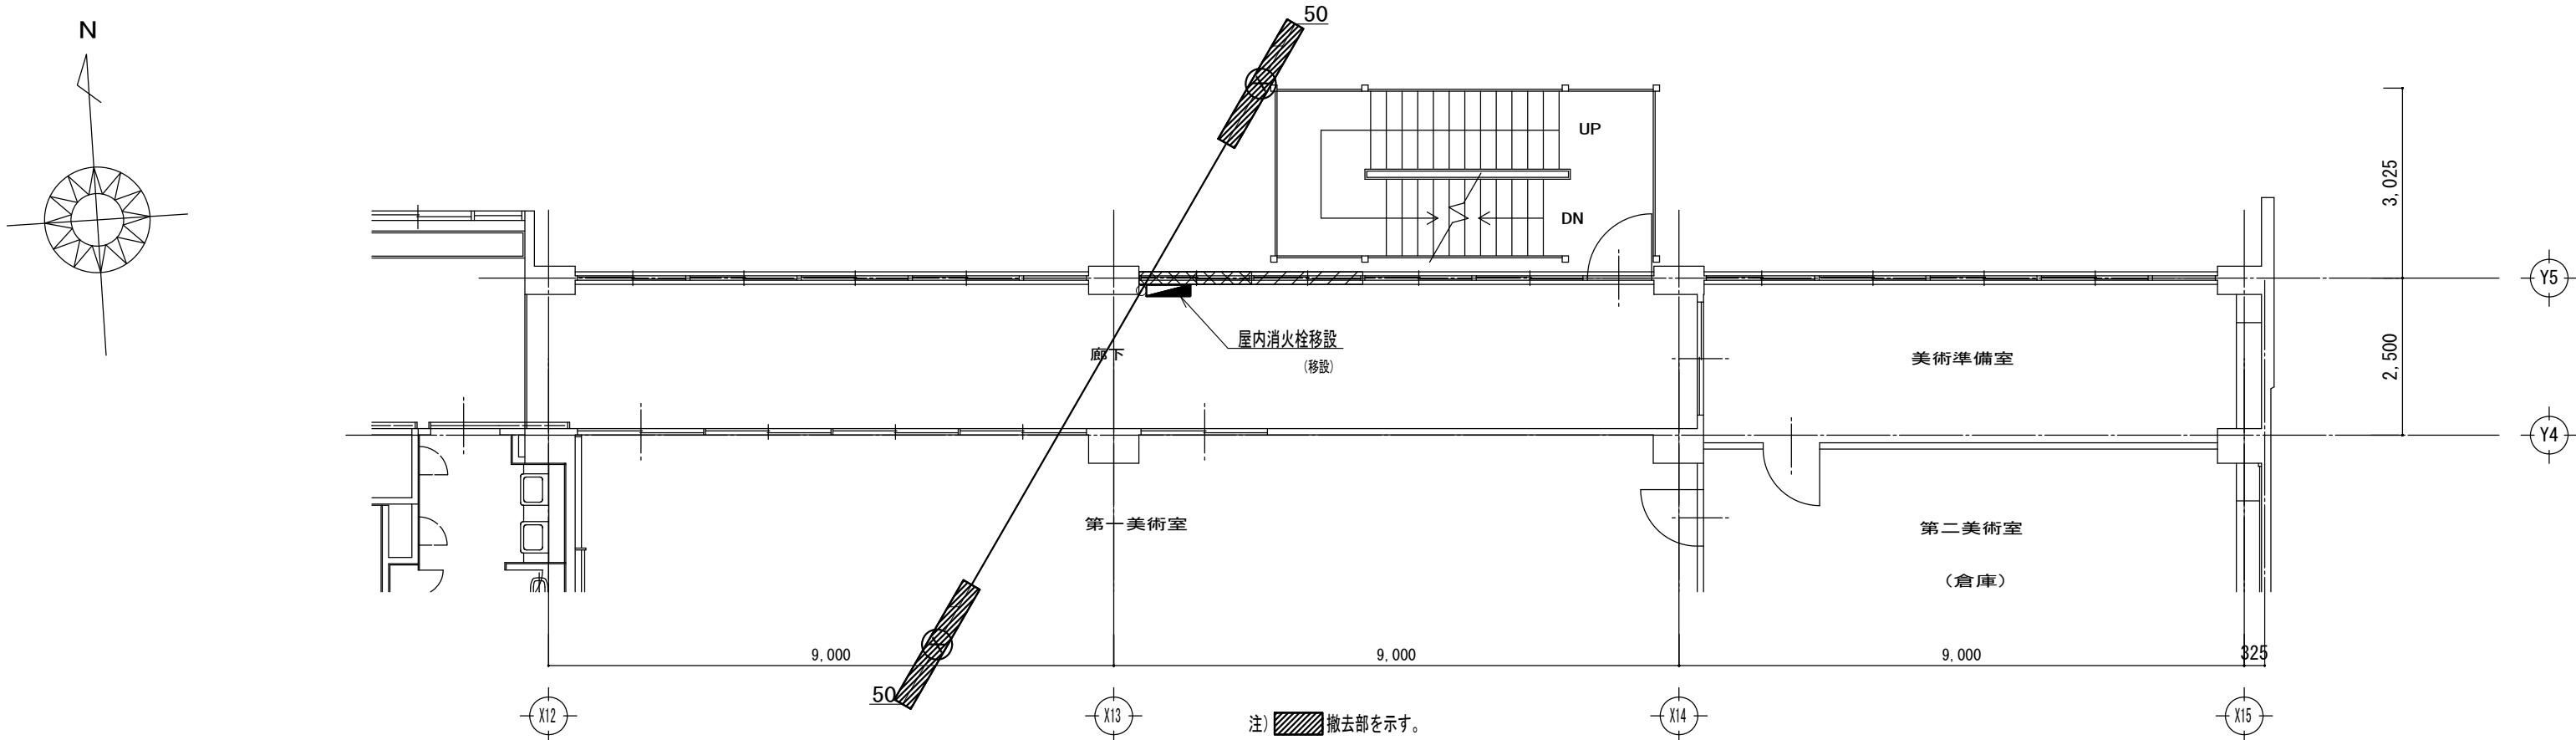 N
50
UP
DN
3,025
Y5
屋内消火栓移設
(移設)
廊下
美術準備室
2,500
Y4
第一美術室
第二美術室
(倉庫)
9,000
9,000
9,000
325
50
X12
X13
X14
X15
注) 撤去部を示す。